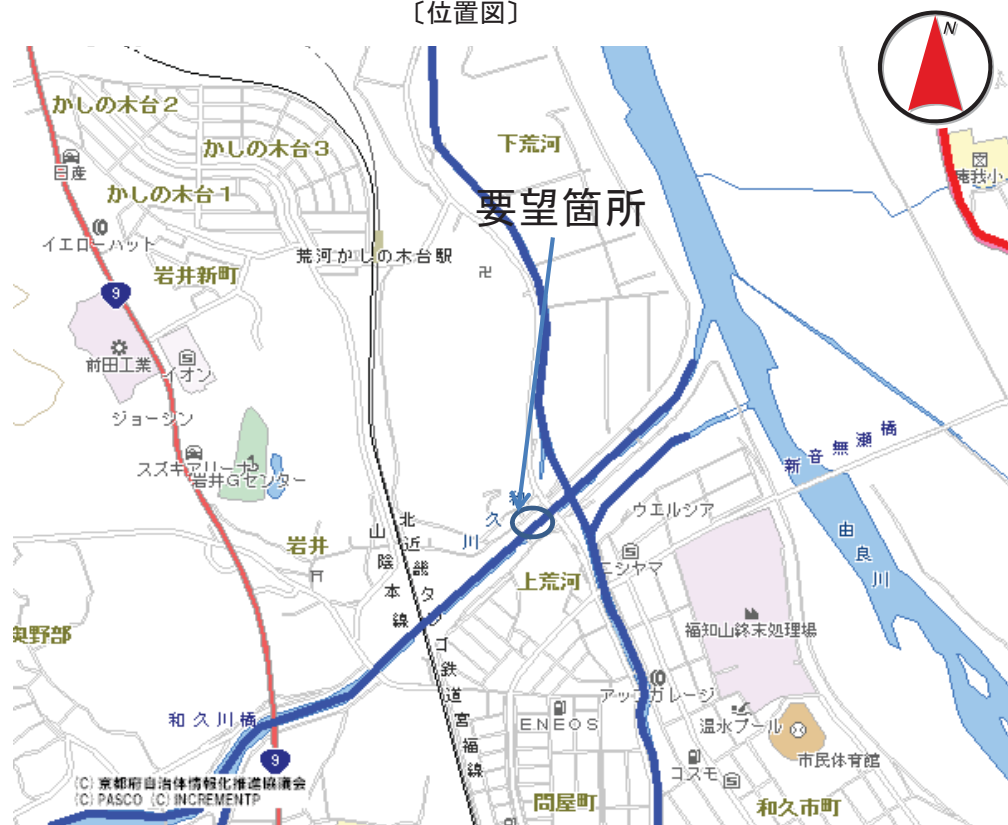 〔位置図〕
N
かしの木台2
かしの木台3
かしの木台1
下荒河
日産
庵我小
要望箇所
イエローハット
荒河かしの木台駅
岩井新町
9
前田工業
イオン
ジョーシン
スズキアリーナ
岩井Gセンター
新音無瀬橋
由良川
和久川
ウエルシア
ニシヤマ
岩井
山陰本線
北近畿タンゴ鉄道宮福線
上荒河
福知山終末処理場
奥野部
アップガレージ
和久川橋
ENEOS
温水プール
市民体育館
9
コスモ
問屋町
和久市町
(C) 京都府自治体情報化推進協議会
(C) PASCO (C) INCREMENTP